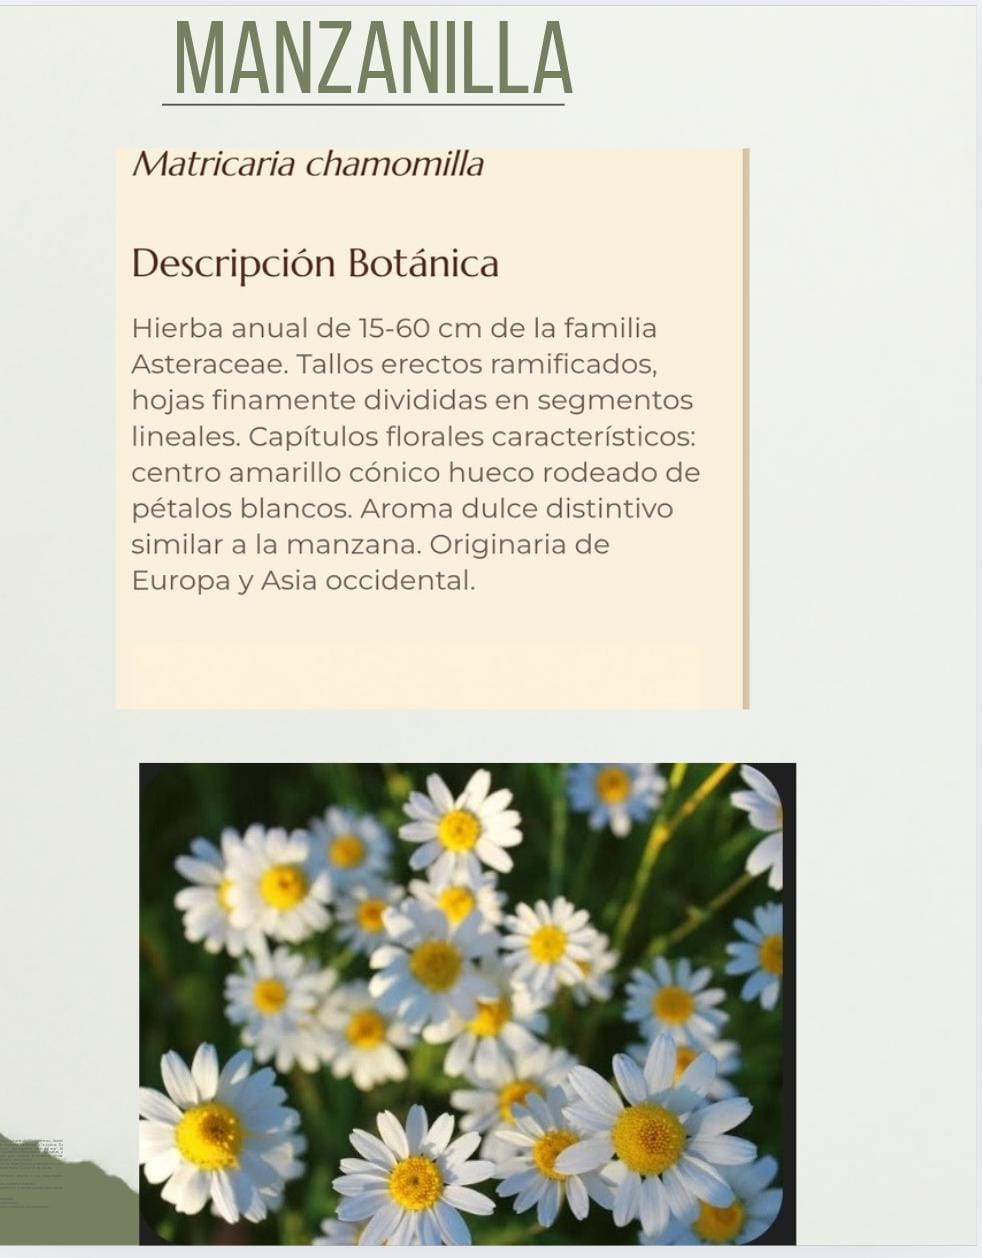 MANZANILLA
Matricaria chamomilla
Descripción Botánica
Hierba anual de 15-60 cm de la familia
Asteraceae. Tallos erectos ramificados,
hojas finamente divididas en segmentos
lineales. Capítulos florales característicos:
centro amarillo cónico hueco rodeado de
pétalos blancos. Aroma dulce distintivo
similar a la manzana. Originaria de
Europa y Asia occidental.